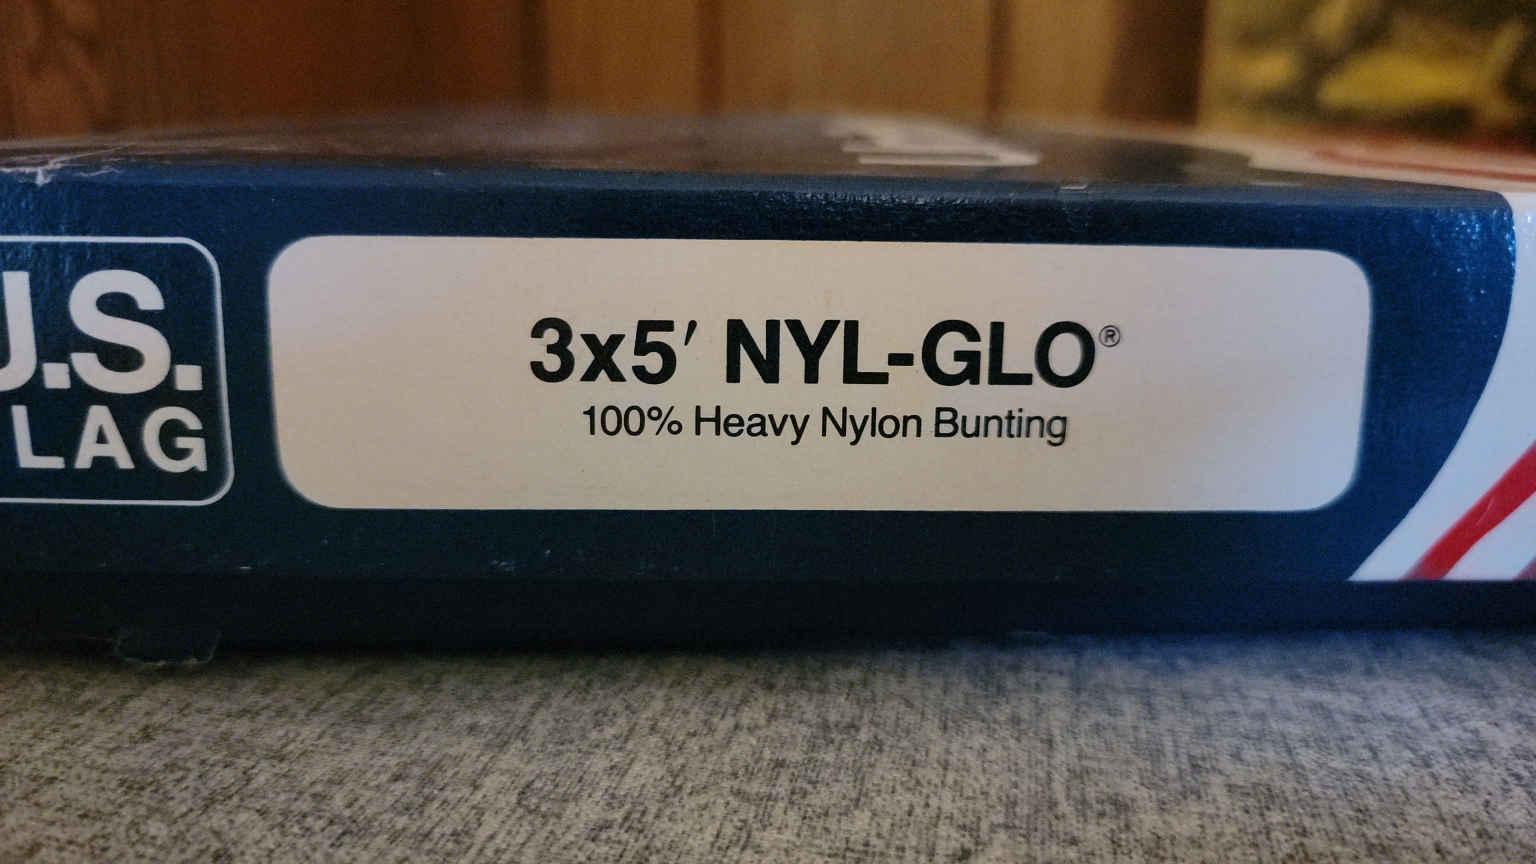 U.S.
LAG
3x5' NYL-GLO®
100% Heavy Nylon Bunting